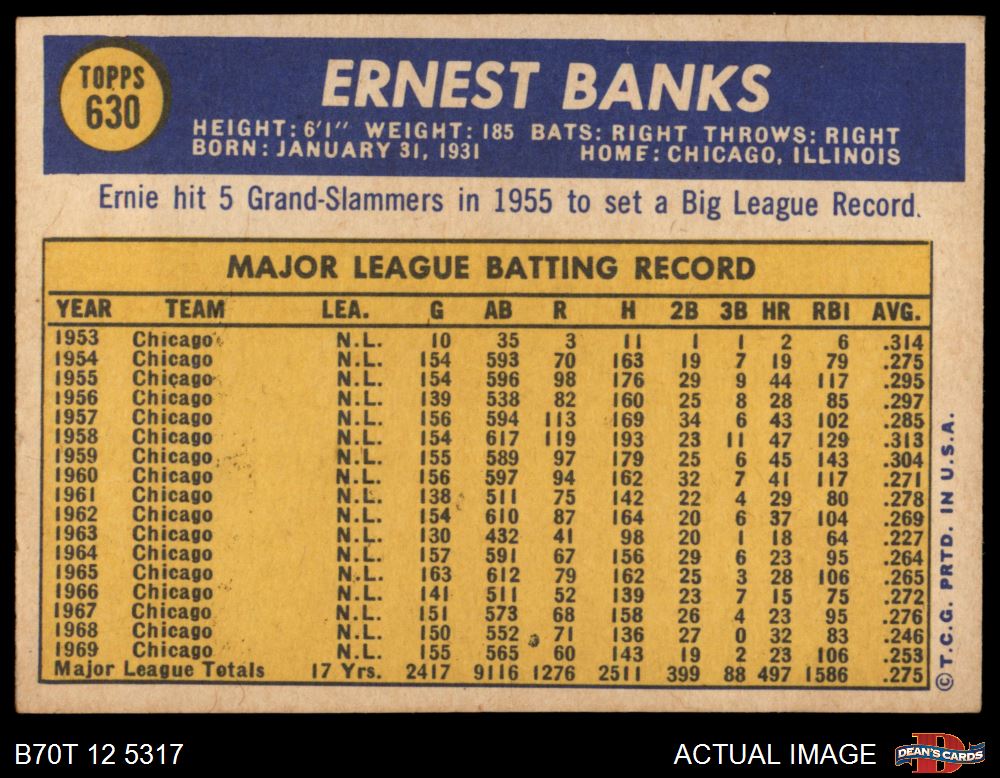 TOPPS
630
ERNEST BANKS
HEIGHT: 6'1" WEIGHT: 185 BATS: RIGHT THROWS: RIGHT
BORN: JANUARY 31, 1931 HOME: CHICAGO, ILLINOIS
Ernie hit 5 Grand-Slammers in 1955 to set a Big League Record.
MAJOR LEAGUE BATTING RECORD
YEAR TEAM LEA. G AB R H 2B 3B HR RBI AVG.
1953 Chicago N.L. 10 35 3 11 1 1 2 6 .314
1954 Chicago N.L. 154 593 70 163 19 7 19 79 .275
1955 Chicago N.L. 154 596 98 176 29 9 44 117 .295
1956 Chicago N.L. 139 538 82 160 25 8 28 85 .297
1957 Chicago N.L. 156 594 113 169 34 6 43 102 .285
1958 Chicago N.L. 154 617 119 193 23 11 47 129 .313
1959 Chicago N.L. 155 589 97 179 25 6 45 143 .304
1960 Chicago N.L. 156 597 94 162 32 7 41 117 .271
1961 Chicago N.L. 138 511 75 142 22 4 29 80 .278
1962 Chicago N.L. 154 610 87 164 20 6 37 104 .269
1963 Chicago N.L. 130 432 41 98 20 1 18 64 .227
1964 Chicago N.L. 157 591 67 156 29 6 23 95 .264
1965 Chicago N.L. 163 612 79 162 25 3 28 106 .265
1966 Chicago N.L. 141 511 52 139 23 7 15 75 .272
1967 Chicago N.L. 151 573 68 158 26 4 23 95 .276
1968 Chicago N.L. 150 552 71 136 27 0 32 83 .246
1969 Chicago N.L. 155 565 60 143 19 2 23 106 .253
Major League Totals 17 Yrs. 2417 9116 1276 2511 399 88 497 1586 .275
©T.C.G. PRTD. IN U.S.A.
B70T 12 5317
ACTUAL IMAGE
D
DEAN'S CARDS